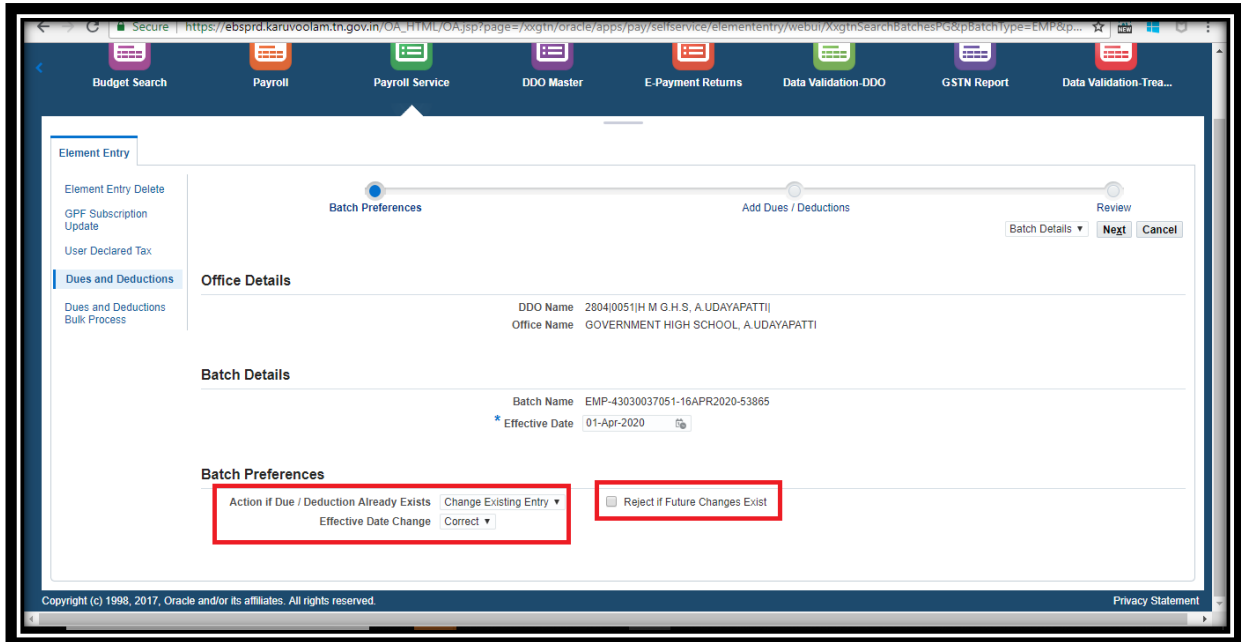 Secure | https://ebsprd.karuvoolam.tn.gov.in/OA_HTML/OA.jsp?page=/xxgtn/oracle/apps/pay/selfservice/elemententry/webui/XxgtnSearchBatchesPG&pBatchType=EMP&p...
NEW
Budget Search Payroll Payroll Service DDO Master E-Payment Returns Data Validation-DDO GSTN Report Data Validation-Trea...
Element Entry
Element Entry Delete
GPF Subscription
Update
User Declared Tax
Dues and Deductions
Dues and Deductions
Bulk Process
Batch Preferences Add Dues / Deductions Review
Batch Details Next Cancel
Office Details
DDO Name 2804|0051|H M G.H.S, A.UDAYAPATTI|
Office Name GOVERNMENT HIGH SCHOOL, A.UDAYAPATTI
Batch Details
Batch Name EMP-43030037051-16APR2020-53865
* Effective Date 01-Apr-2020
Batch Preferences
Action if Due / Deduction Already Exists Change Existing Entry Reject if Future Changes Exist
Effective Date Change Correct
Copyright (c) 1998, 2017, Oracle and/or its affiliates. All rights reserved. Privacy Statement